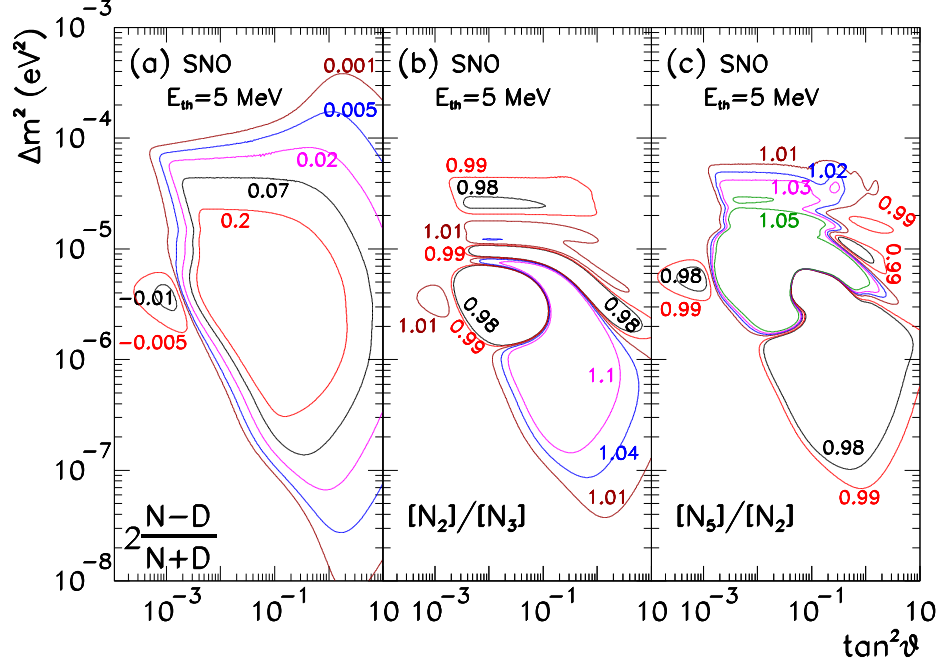 Δm² (eV²)
10⁻³
10⁻⁴
10⁻⁵
10⁻⁶
10⁻⁷
10⁻⁸
(a) SNO
E_th=5 MeV
0.001
0.005
0.02
0.07
0.2
−0.01
−0.005
2 N−D
N+D
(b) SNO
E_th=5 MeV
0.99
0.98
1.01
0.99
0.98
0.98
1.01
0.99
1.1
1.04
1.01
[N₂]/[N₃]
(c) SNO
E_th=5 MeV
1.01
1.02
1.03
1.05
0.99
0.99
0.98
0.99
0.98
0.99
[N₅]/[N₂]
10⁻³ 10⁻¹ 10 10⁻³ 10⁻¹ 10 10⁻³ 10⁻¹ 10
tan²ϑ